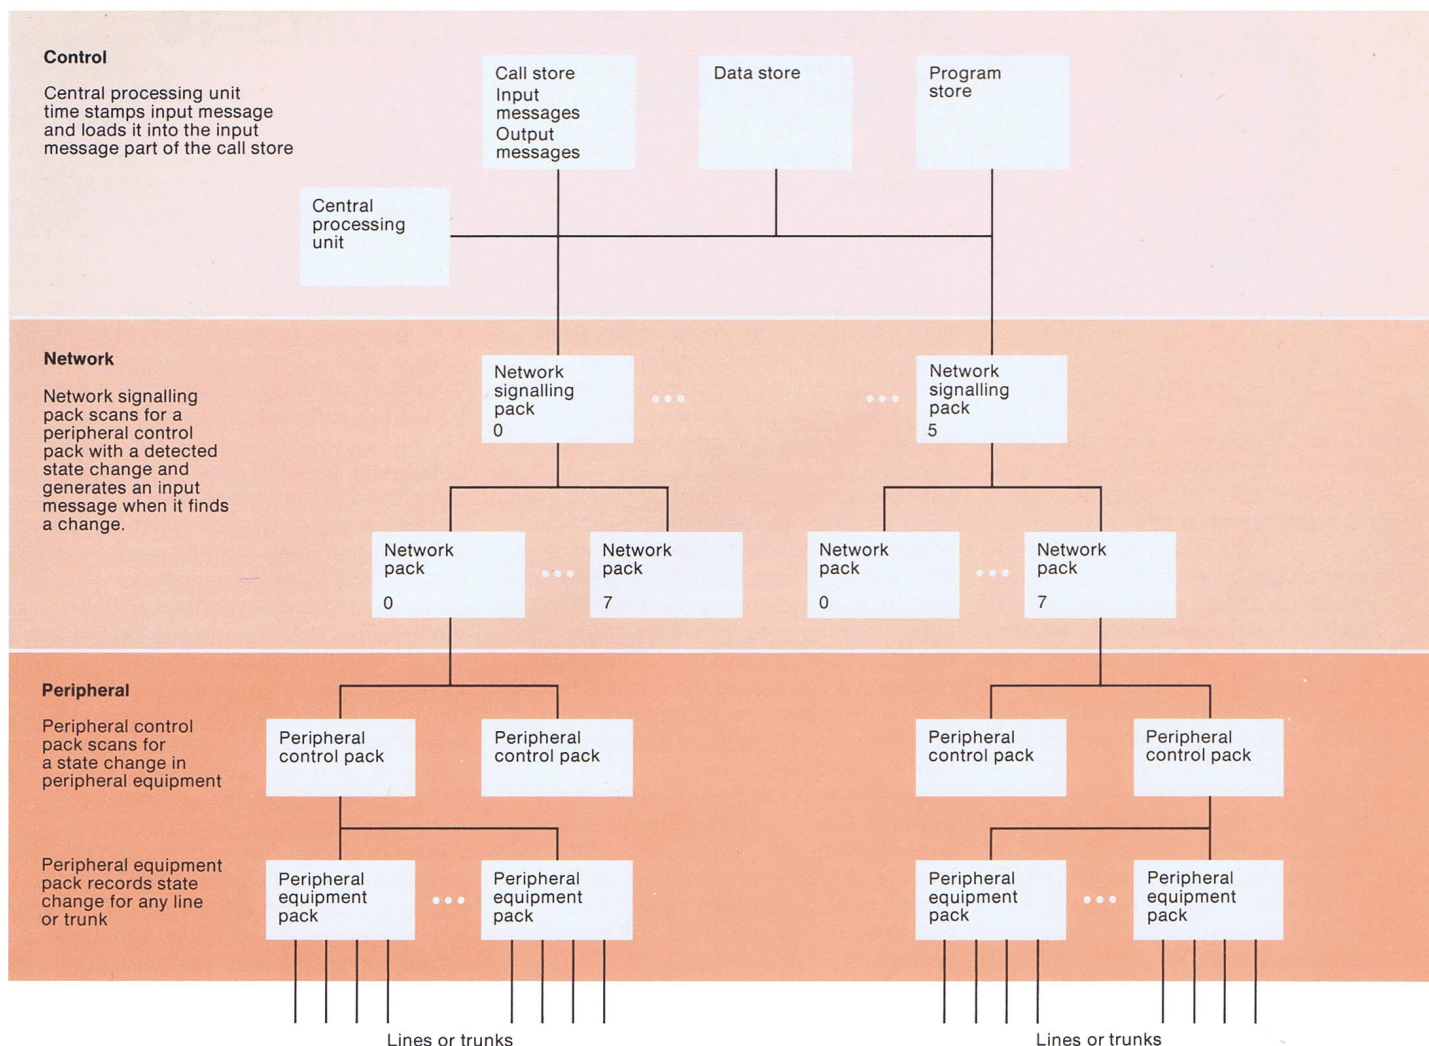 Control
Central processing unit
time stamps input message
and loads it into the input
message part of the call store
Call store
Input
messages
Output
messages
Data store
Program
store
Central
processing
unit
Network
Network signalling
pack scans for a
peripheral control
pack with a detected
state change and
generates an input
message when it finds
a change.
Network
signalling
pack
0
Network
signalling
pack
5
Network
pack
0
Network
pack
7
Network
pack
0
Network
pack
7
Peripheral
Peripheral control
pack scans for
a state change in
peripheral equipment
Peripheral
control pack
Peripheral
control pack
Peripheral
control pack
Peripheral
control pack
Peripheral equipment
pack records state
change for any line
or trunk
Peripheral
equipment
pack
Peripheral
equipment
pack
Peripheral
equipment
pack
Peripheral
equipment
pack
Lines or trunks
Lines or trunks